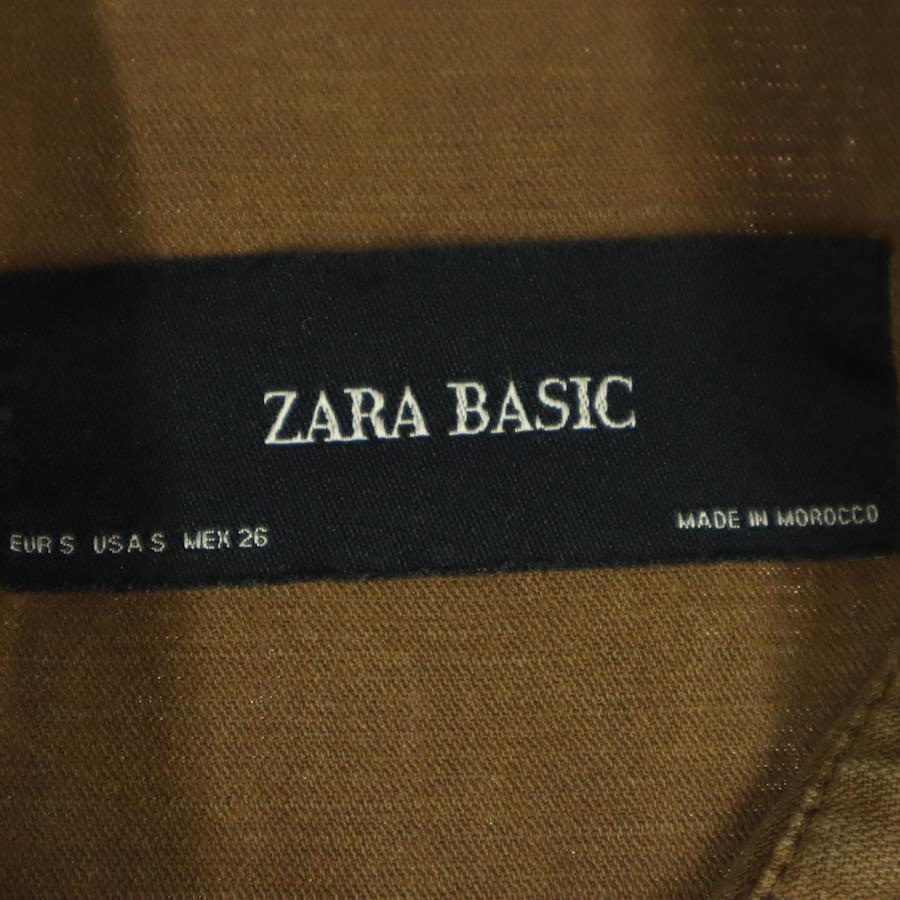 ZARA BASIC
EUR S USA S MEX 26
MADE IN MOROCCO